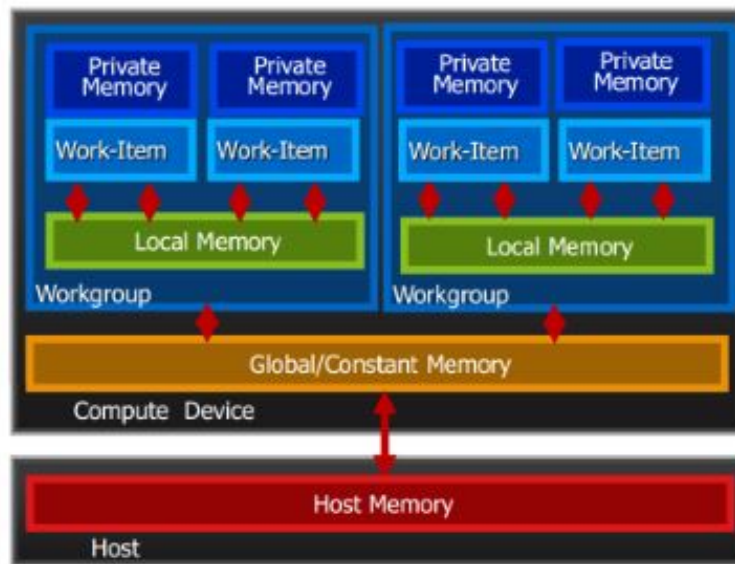 Private Memory
Private Memory
Private Memory
Private Memory
Work-Item
Work-Item
Work-Item
Work-Item
Local Memory
Local Memory
Workgroup
Workgroup
Global/Constant Memory
Compute Device
Host Memory
Host